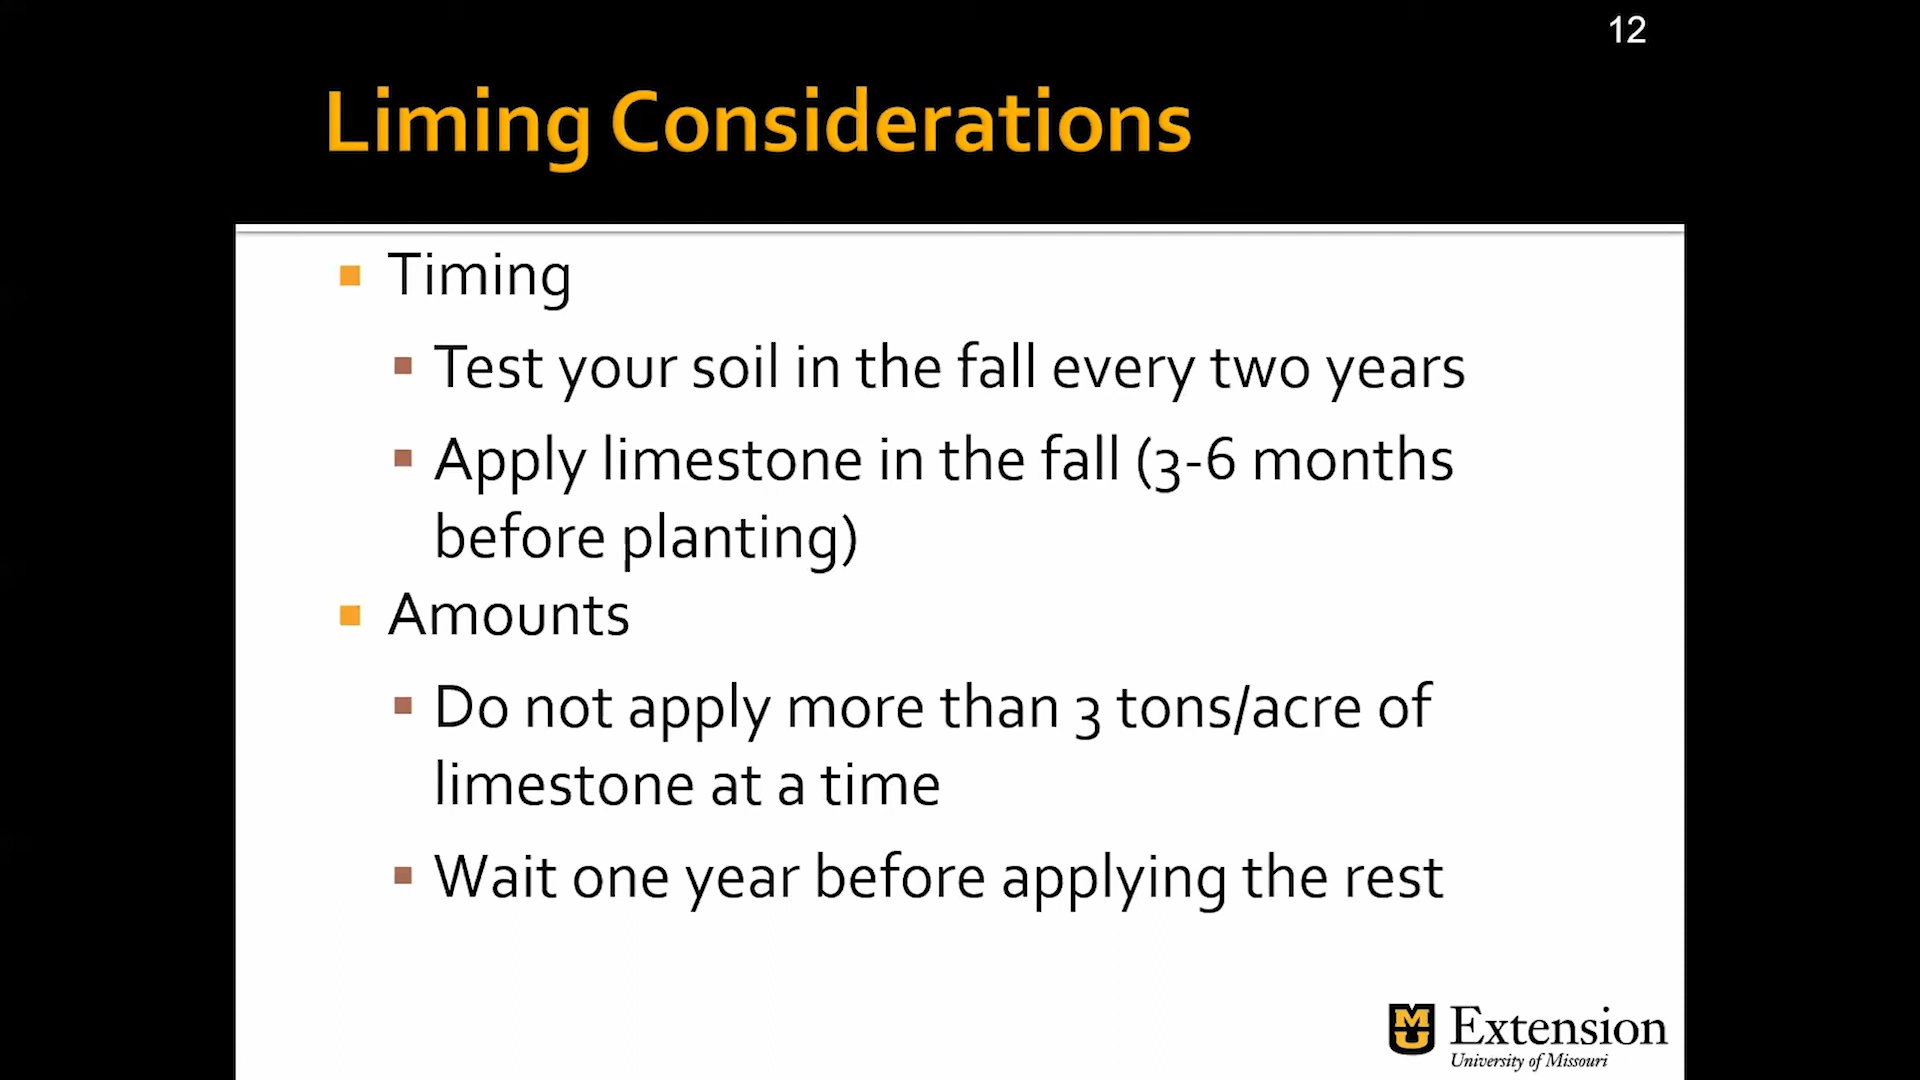 12
Liming Considerations
Timing
Test your soil in the fall every two years
Apply limestone in the fall (3-6 months
before planting)
Amounts
Do not apply more than 3 tons/acre of
limestone at a time
Wait one year before applying the rest
MU Extension
University of Missouri